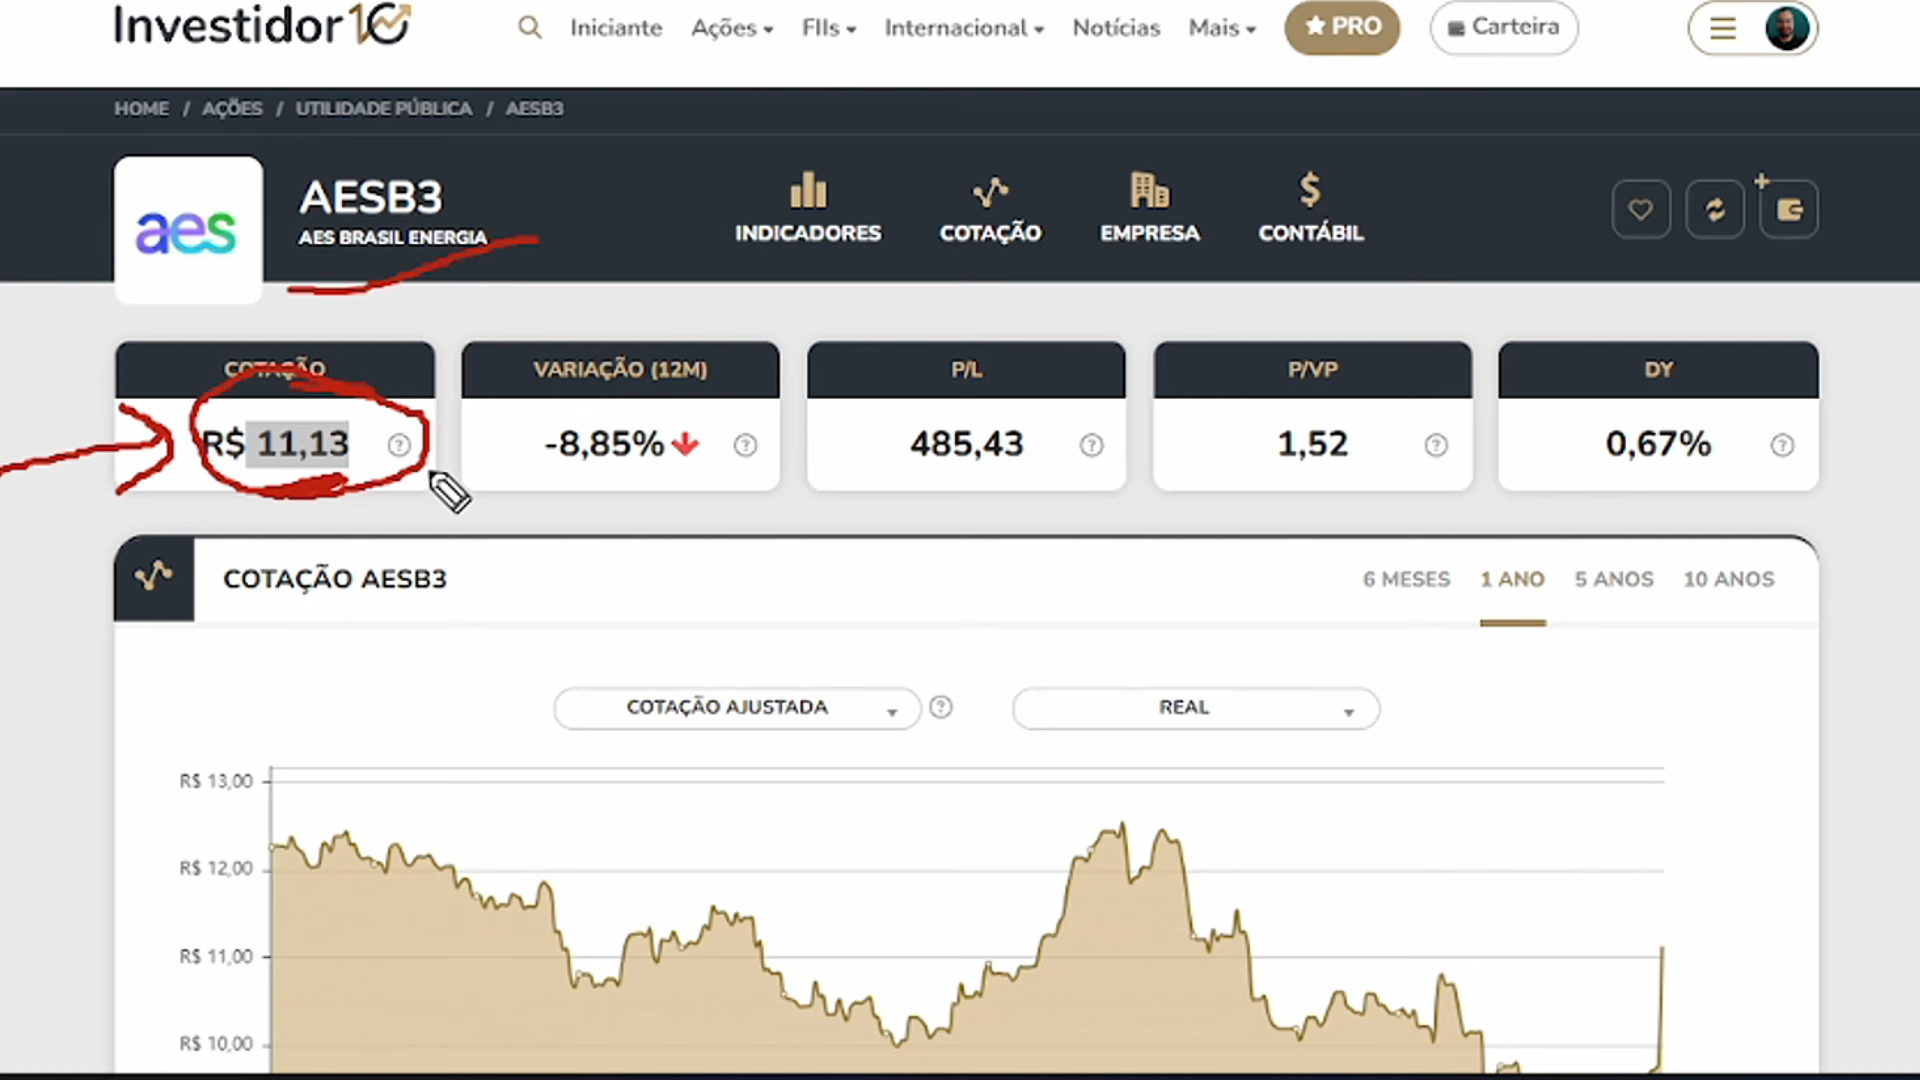 Investidor 10
Iniciante Ações FIIs Internacional Notícias Mais PRO Carteira
HOME / AÇÕES / UTILIDADE PÚBLICA / AESB3
aes
AESB3
AES BRASIL ENERGIA
INDICADORES COTAÇÃO EMPRESA CONTÁBIL
COTAÇÃO
R$ 11,13 ?
VARIAÇÃO (12M)
-8,85% ?
P/L
485,43 ?
P/VP
1,52 ?
DY
0,67% ?
COTAÇÃO AESB3
6 MESES 1 ANO 5 ANOS 10 ANOS
COTAÇÃO AJUSTADA ? REAL
R$ 13,00
R$ 12,00
R$ 11,00
R$ 10,00